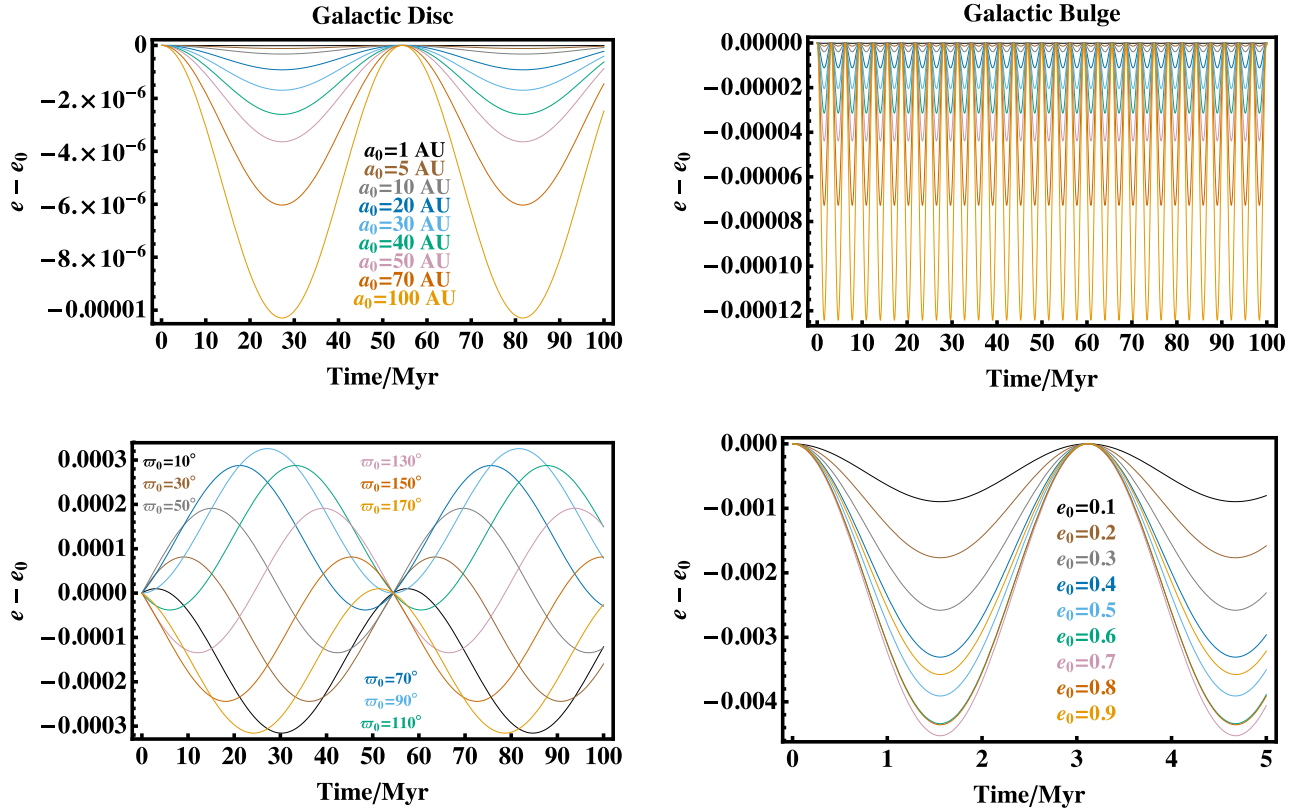 Galactic Disc
0
−2.×10⁻⁶
−4.×10⁻⁶
−6.×10⁻⁶
−8.×10⁻⁶
−0.00001
e − e₀
a₀=1 AU
a₀=5 AU
a₀=10 AU
a₀=20 AU
a₀=30 AU
a₀=40 AU
a₀=50 AU
a₀=70 AU
a₀=100 AU
0 10 20 30 40 50 60 70 80 90 100
Time/Myr
Galactic Bulge
0.00000
−0.00002
−0.00004
−0.00006
−0.00008
−0.00010
−0.00012
e − e₀
0 10 20 30 40 50 60 70 80 90 100
Time/Myr
0.0003
0.0002
0.0001
0.0000
−0.0001
−0.0002
−0.0003
e − e₀
ϖ₀=10°
ϖ₀=30°
ϖ₀=50°
ϖ₀=130°
ϖ₀=150°
ϖ₀=170°
ϖ₀=70°
ϖ₀=90°
ϖ₀=110°
0 10 20 30 40 50 60 70 80 90 100
Time/Myr
0.000
−0.001
−0.002
−0.003
−0.004
e − e₀
e₀=0.1
e₀=0.2
e₀=0.3
e₀=0.4
e₀=0.5
e₀=0.6
e₀=0.7
e₀=0.8
e₀=0.9
0 1 2 3 4 5
Time/Myr